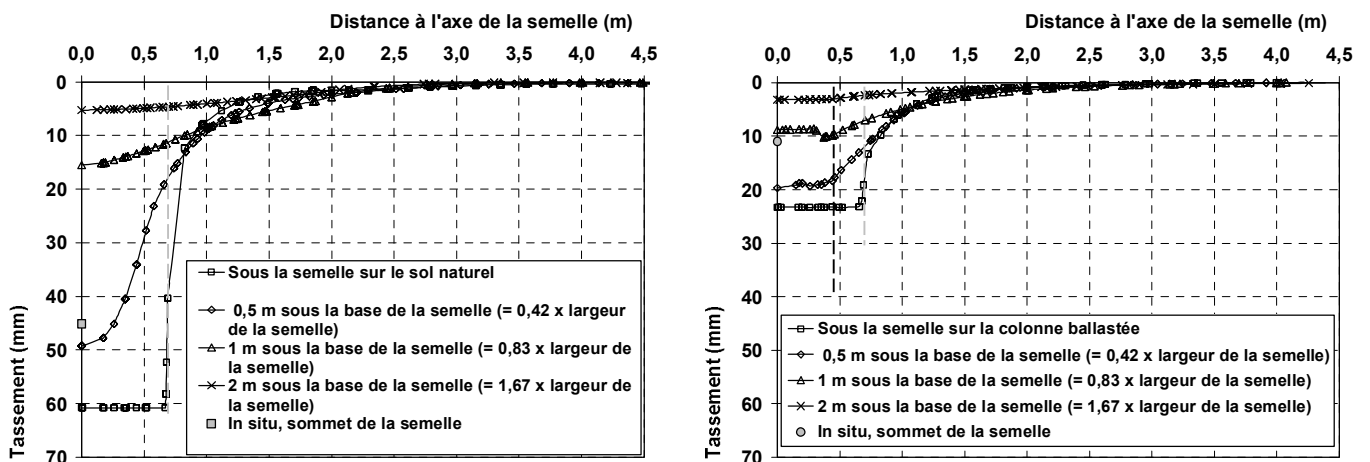 Distance à l'axe de la semelle (m)
0,0 0,5 1,0 1,5 2,0 2,5 3,0 3,5 4,0 4,5
0
10
20
30
40
50
60
70
Tassement (mm)
Sous la semelle sur le sol naturel
0,5 m sous la base de la semelle (= 0,42 x largeur
de la semelle)
1 m sous la base de la semelle (= 0,83 x largeur de
la semelle)
2 m sous la base de la semelle (= 1,67 x largeur de
la semelle)
In situ, sommet de la semelle
Distance à l'axe de la semelle (m)
0,0 0,5 1,0 1,5 2,0 2,5 3,0 3,5 4,0 4,5
0
10
20
30
40
50
60
70
Tassement (mm)
Sous la semelle sur la colonne ballastée
0,5 m sous la base de la semelle (= 0,42 x largeur de la semelle)
1 m sous la base de la semelle (= 0,83 x largeur de la semelle)
2 m sous la base de la semelle (= 1,67 x largeur de la semelle)
In situ, sommet de la semelle